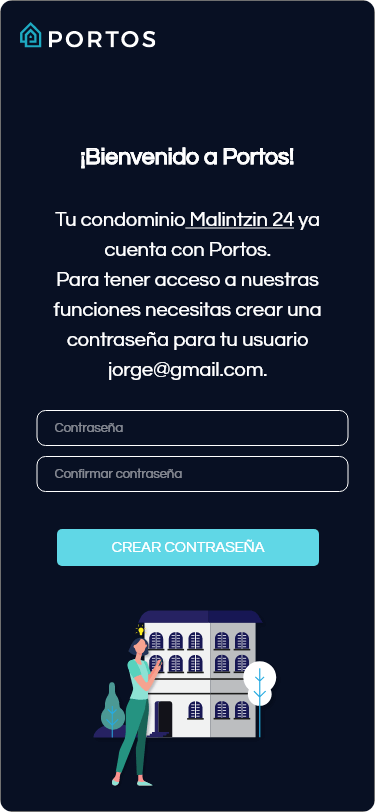 PORTOS
¡Bienvenido a Portos!
Tu condominio Malintzin 24 ya
cuenta con Portos.
Para tener acceso a nuestras
funciones necesitas crear una
contraseña para tu usuario
jorge@gmail.com.
Contraseña
Confirmar contraseña
CREAR CONTRASEÑA